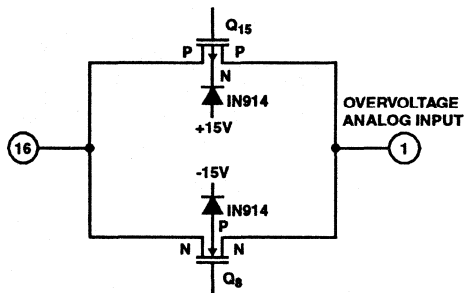 Q15
P P
N
IN914
+15V
OVERVOLTAGE
ANALOG INPUT
16
1
-15V
IN914
P
N N
Q8